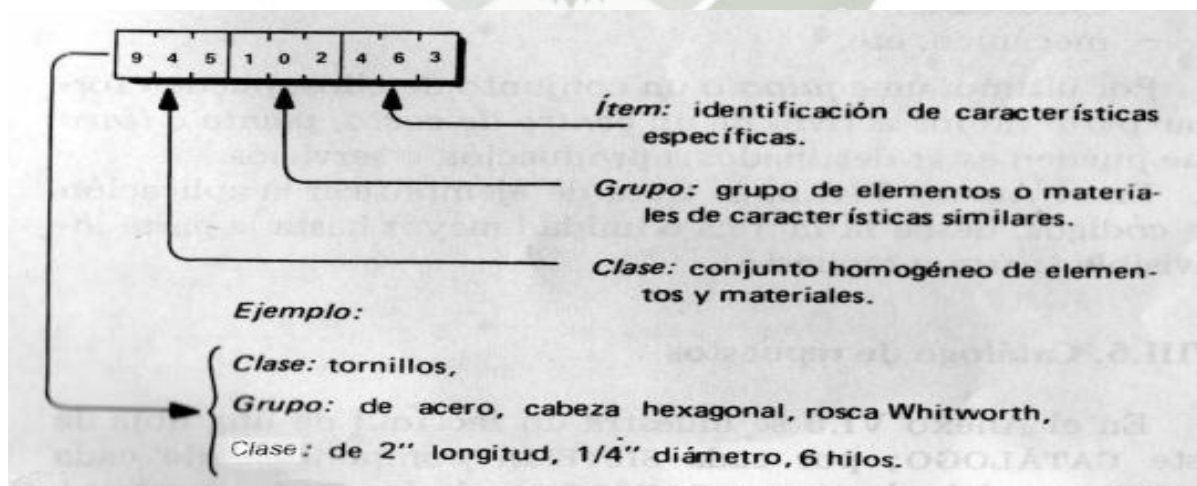 9 4 5 1 0 2 4 6 3
Ítem: identificación de características
específicas.
Grupo: grupo de elementos o materia-
les de características similares.
Clase: conjunto homogéneo de elemen-
tos y materiales.
Ejemplo:
Clase: tornillos,
Grupo: de acero, cabeza hexagonal, rosca Whitworth,
Clase: de 2" longitud, 1/4" diámetro, 6 hilos.